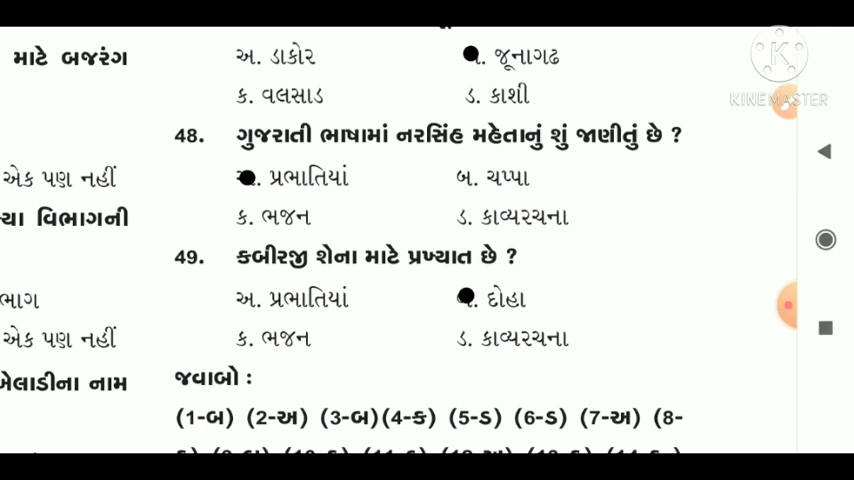 માટે બજરંગ
અ. ડાકોર
. જૂનાગઢ
ક. વલસાડ
ડ. કાશી
48. ગુજરાતી ભાષામાં નરસિંહ મહેતાનું શું જાણીતું છે ?
એક પણ નહીં
. પ્રભાતિયાં
બ. ચપ્પા
ક. ભજન
ડ. કાવ્યરચના
વિભાગની
49. કબીરજી શેના માટે પ્રખ્યાત છે ?
ભાગ
અ. પ્રભાતિયાં
. દોહા
એક પણ નહીં
ક. ભજન
ડ. કાવ્યરચના
નામ
જવાબો :
(1-બ) (2-અ) (3-બ)(4-ક) (5-ડ) (6-ડ) (7-અ) (8-
KINEMASTER